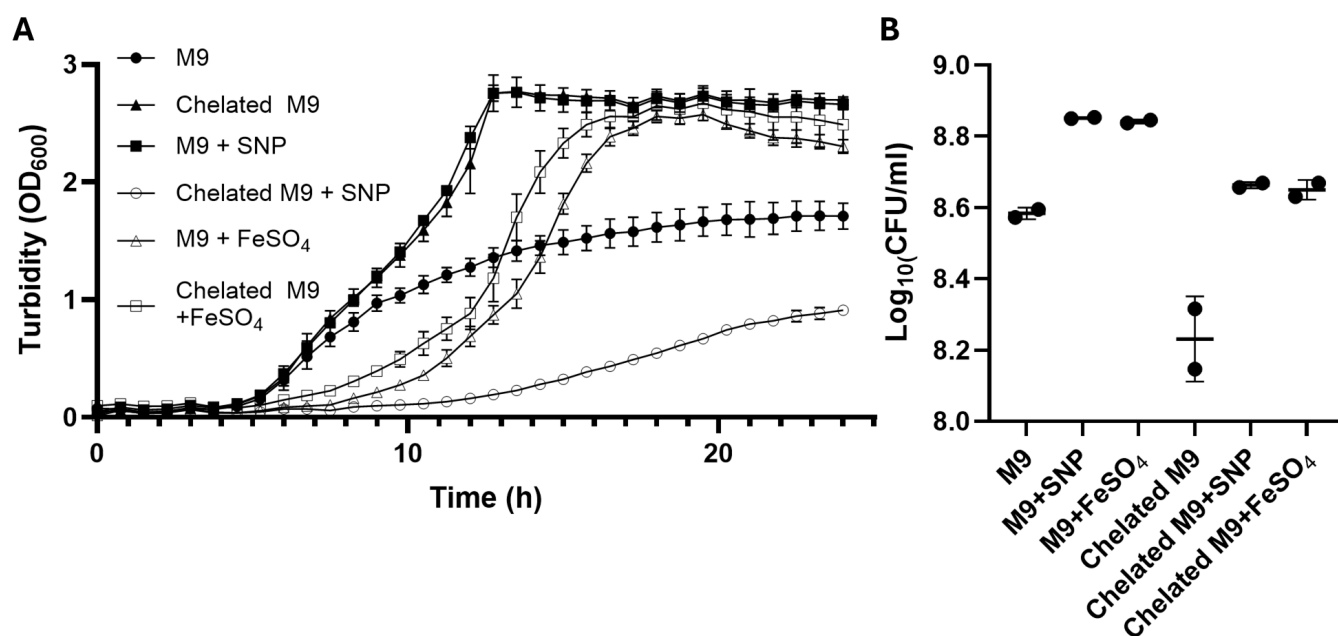 A
M9
Chelated M9
M9 + SNP
Chelated M9 + SNP
M9 + FeSO₄
Chelated M9
+FeSO₄
Turbidity (OD₆₀₀)
3
2
1
0
0
10
20
Time (h)
B
Log₁₀(CFU/ml)
9.0
8.8
8.6
8.4
8.2
8.0
M9
M9+SNP
M9+FeSO₄
Chelated M9
Chelated M9+SNP
Chelated M9+FeSO₄